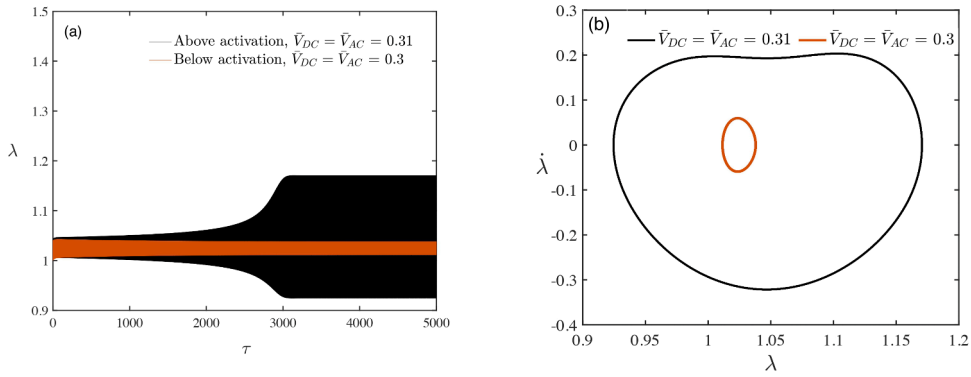 (a)
Above activation, V̄_DC = V̄_AC = 0.31
Below activation, V̄_DC = V̄_AC = 0.3
1.5
1.4
1.3
1.2
1.1
1
0.9
λ
0 1000 2000 3000 4000 5000
τ
(b)
V̄_DC = V̄_AC = 0.31 V̄_DC = V̄_AC = 0.3
0.3
0.2
0.1
0
-0.1
-0.2
-0.3
-0.4
λ̇
0.9 0.95 1 1.05 1.1 1.15 1.2
λ